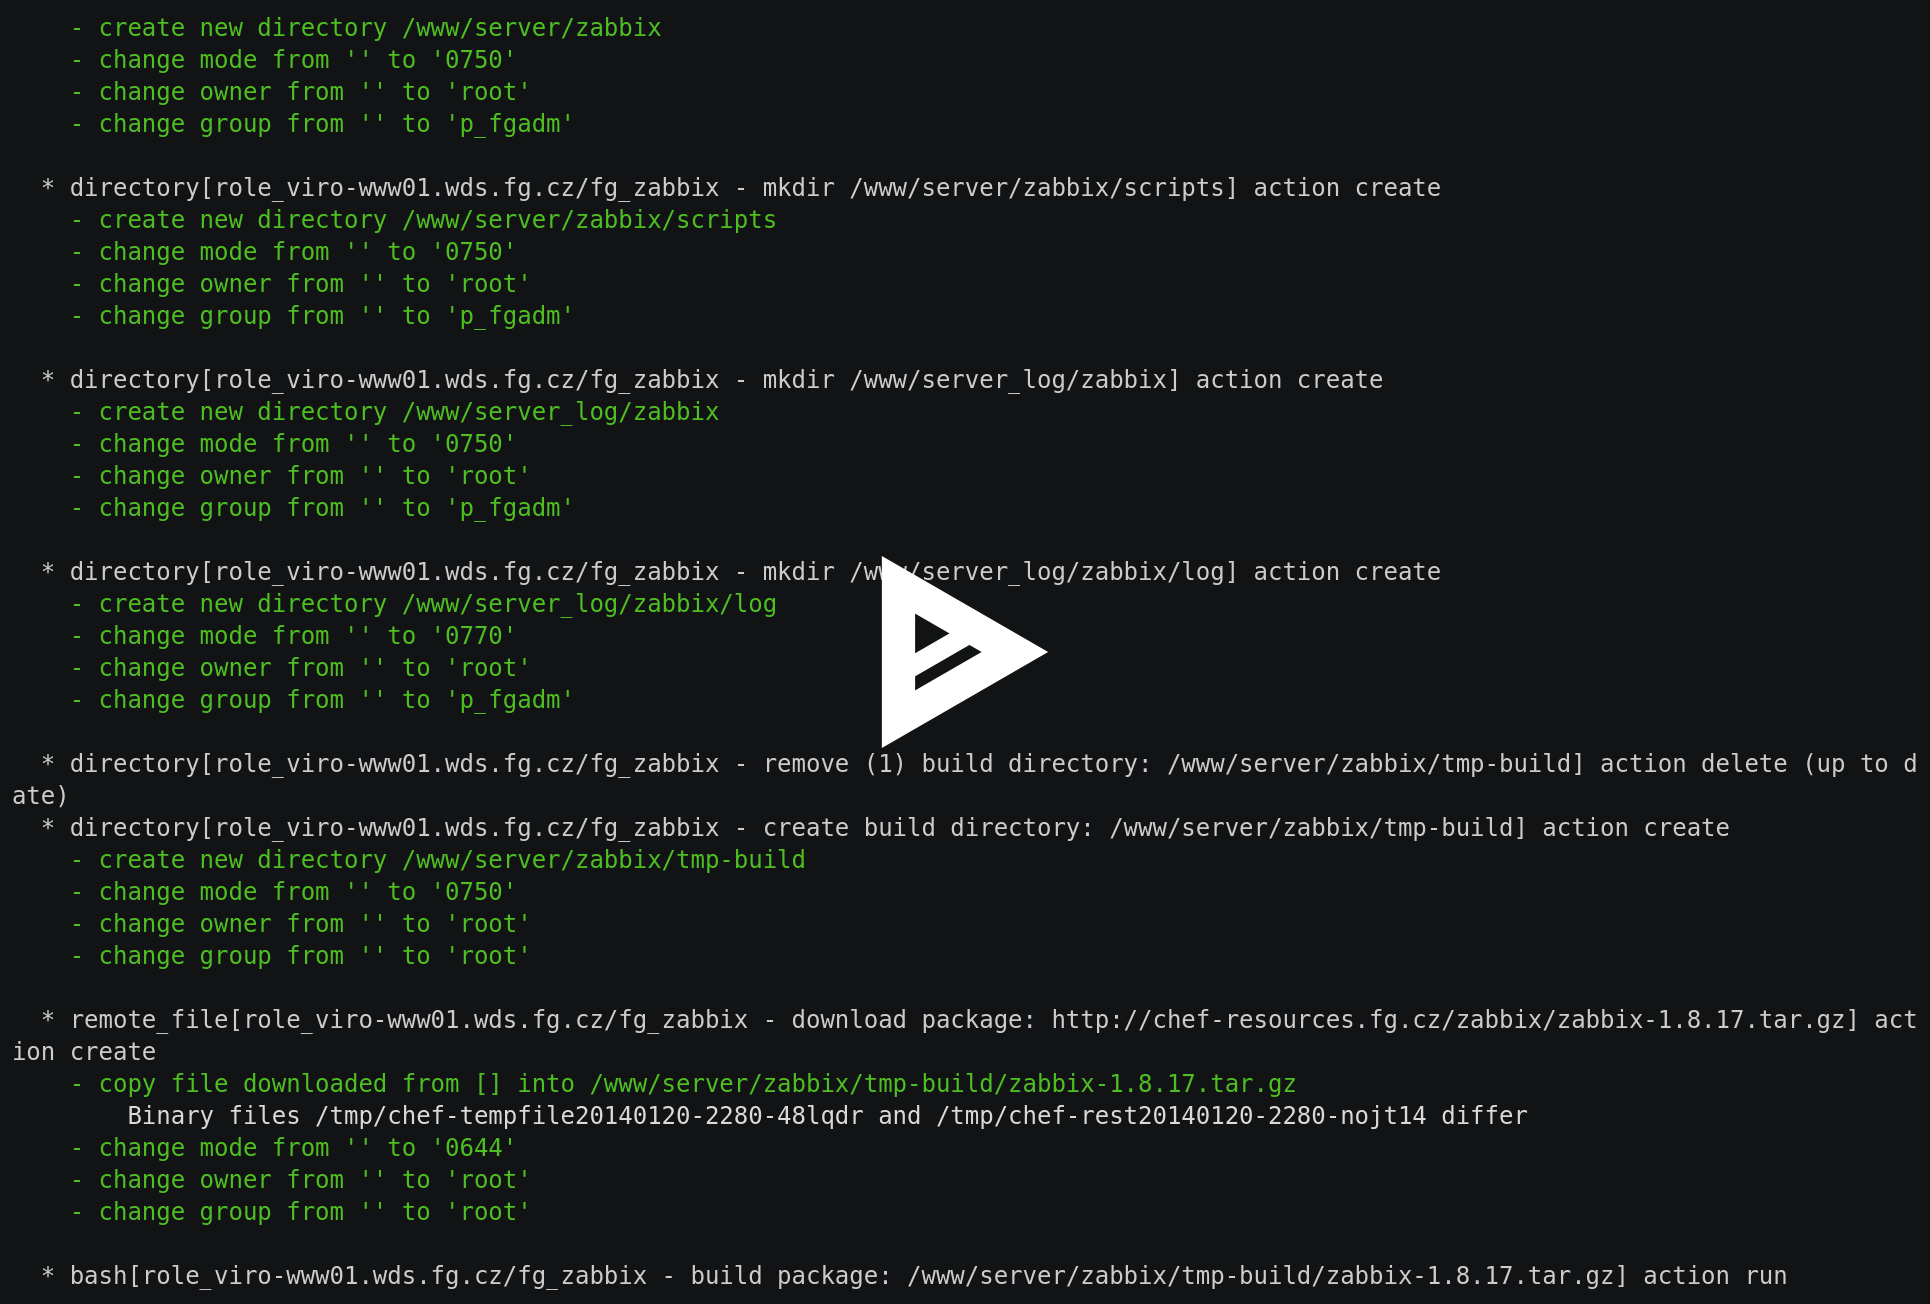 - create new directory /www/server/zabbix
- change mode from '' to '0750'
- change owner from '' to 'root'
- change group from '' to 'p_fgadm'
* directory[role_viro-www01.wds.fg.cz/fg_zabbix - mkdir /www/server/zabbix/scripts] action create
- create new directory /www/server/zabbix/scripts
- change mode from '' to '0750'
- change owner from '' to 'root'
- change group from '' to 'p_fgadm'
* directory[role_viro-www01.wds.fg.cz/fg_zabbix - mkdir /www/server_log/zabbix] action create
- create new directory /www/server_log/zabbix
- change mode from '' to '0750'
- change owner from '' to 'root'
- change group from '' to 'p_fgadm'
* directory[role_viro-www01.wds.fg.cz/fg_zabbix - mkdir /www/server_log/zabbix/log] action create
- create new directory /www/server_log/zabbix/log
- change mode from '' to '0770'
- change owner from '' to 'root'
- change group from '' to 'p_fgadm'
* directory[role_viro-www01.wds.fg.cz/fg_zabbix - remove (1) build directory: /www/server/zabbix/tmp-build] action delete (up to d
ate)
* directory[role_viro-www01.wds.fg.cz/fg_zabbix - create build directory: /www/server/zabbix/tmp-build] action create
- create new directory /www/server/zabbix/tmp-build
- change mode from '' to '0750'
- change owner from '' to 'root'
- change group from '' to 'root'
* remote_file[role_viro-www01.wds.fg.cz/fg_zabbix - download package: http://chef-resources.fg.cz/zabbix/zabbix-1.8.17.tar.gz] act
ion create
- copy file downloaded from [] into /www/server/zabbix/tmp-build/zabbix-1.8.17.tar.gz
Binary files /tmp/chef-tempfile20140120-2280-48lqdr and /tmp/chef-rest20140120-2280-nojt14 differ
- change mode from '' to '0644'
- change owner from '' to 'root'
- change group from '' to 'root'
* bash[role_viro-www01.wds.fg.cz/fg_zabbix - build package: /www/server/zabbix/tmp-build/zabbix-1.8.17.tar.gz] action run